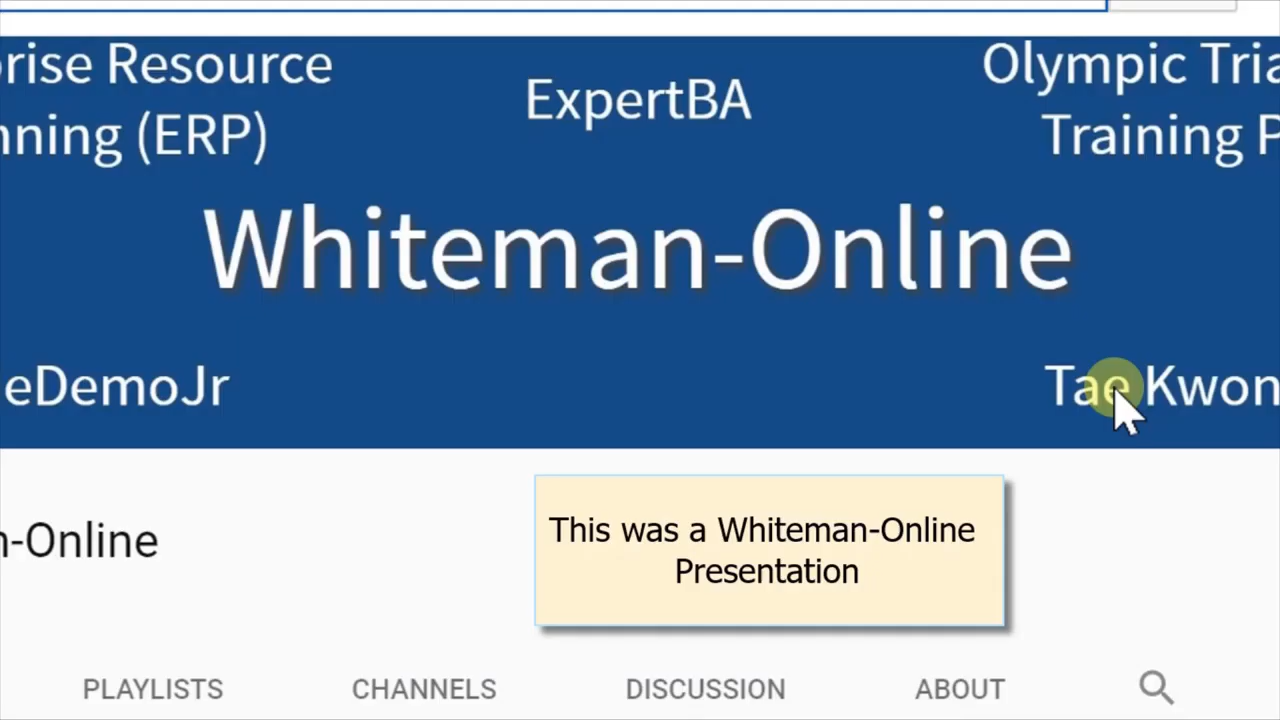 prise Resource
nning (ERP)
ExpertBA
Olympic Tria
Training P
Whiteman-Online
eDemoJr
Tae Kwon
n-Online
This was a Whiteman-Online
Presentation
PLAYLISTS CHANNELS DISCUSSION ABOUT